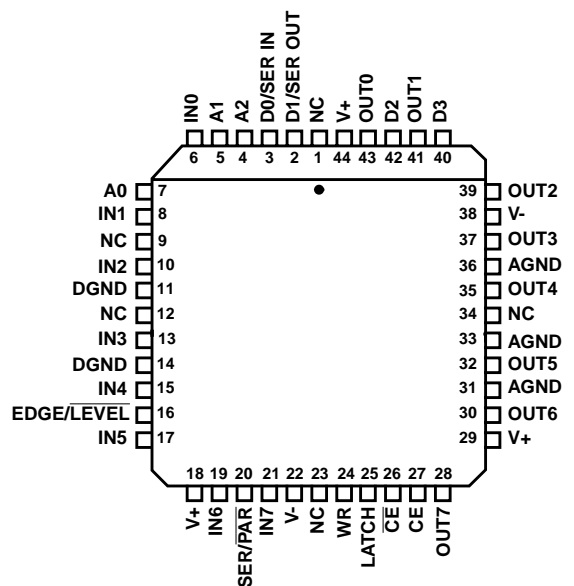 IN0
A1
A2
D0/SER IN
D1/SER OUT
NC
V+
OUT0
D2
OUT1
D3
6 5 4 3 2 1 44 43 42 41 40
A0 7
IN1 8
NC 9
IN2 10
DGND 11
NC 12
IN3 13
DGND 14
IN4 15
EDGE/LEVEL 16
IN5 17
39 OUT2
38 V-
37 OUT3
36 AGND
35 OUT4
34 NC
33 AGND
32 OUT5
31 AGND
30 OUT6
29 V+
18 19 20 21 22 23 24 25 26 27 28
V+
IN6
SER/PAR
IN7
V-
NC
WR
LATCH
CE
CE
OUT7